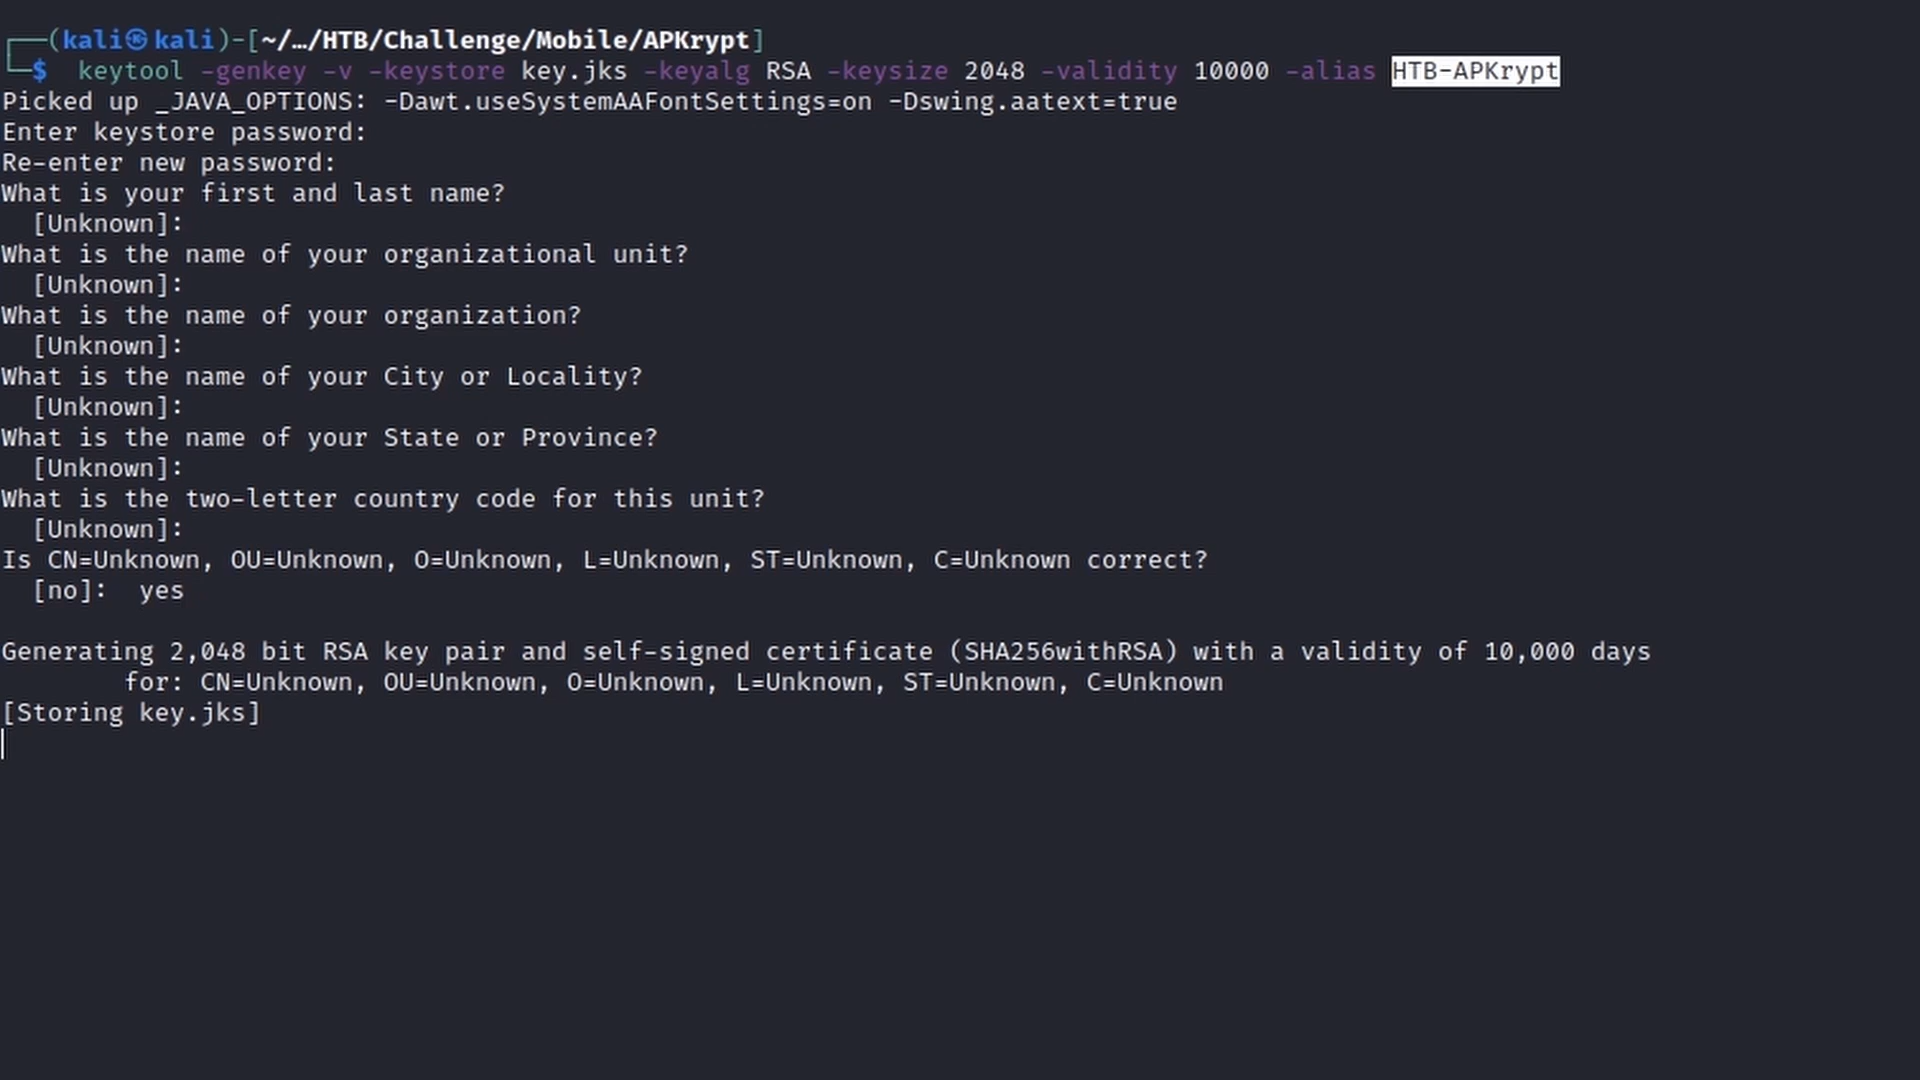 ┌──(kali㉿kali)-[~/…/HTB/Challenge/Mobile/APKrypt]
└─$  keytool -genkey -v -keystore key.jks -keyalg RSA -keysize 2048 -validity 10000 -alias HTB-APKrypt
Picked up _JAVA_OPTIONS: -Dawt.useSystemAAFontSettings=on -Dswing.aatext=true
Enter keystore password:
Re-enter new password:
What is your first and last name?
  [Unknown]:
What is the name of your organizational unit?
  [Unknown]:
What is the name of your organization?
  [Unknown]:
What is the name of your City or Locality?
  [Unknown]:
What is the name of your State or Province?
  [Unknown]:
What is the two-letter country code for this unit?
  [Unknown]:
Is CN=Unknown, OU=Unknown, O=Unknown, L=Unknown, ST=Unknown, C=Unknown correct?
  [no]:  yes

Generating 2,048 bit RSA key pair and self-signed certificate (SHA256withRSA) with a validity of 10,000 days
        for: CN=Unknown, OU=Unknown, O=Unknown, L=Unknown, ST=Unknown, C=Unknown
[Storing key.jks]